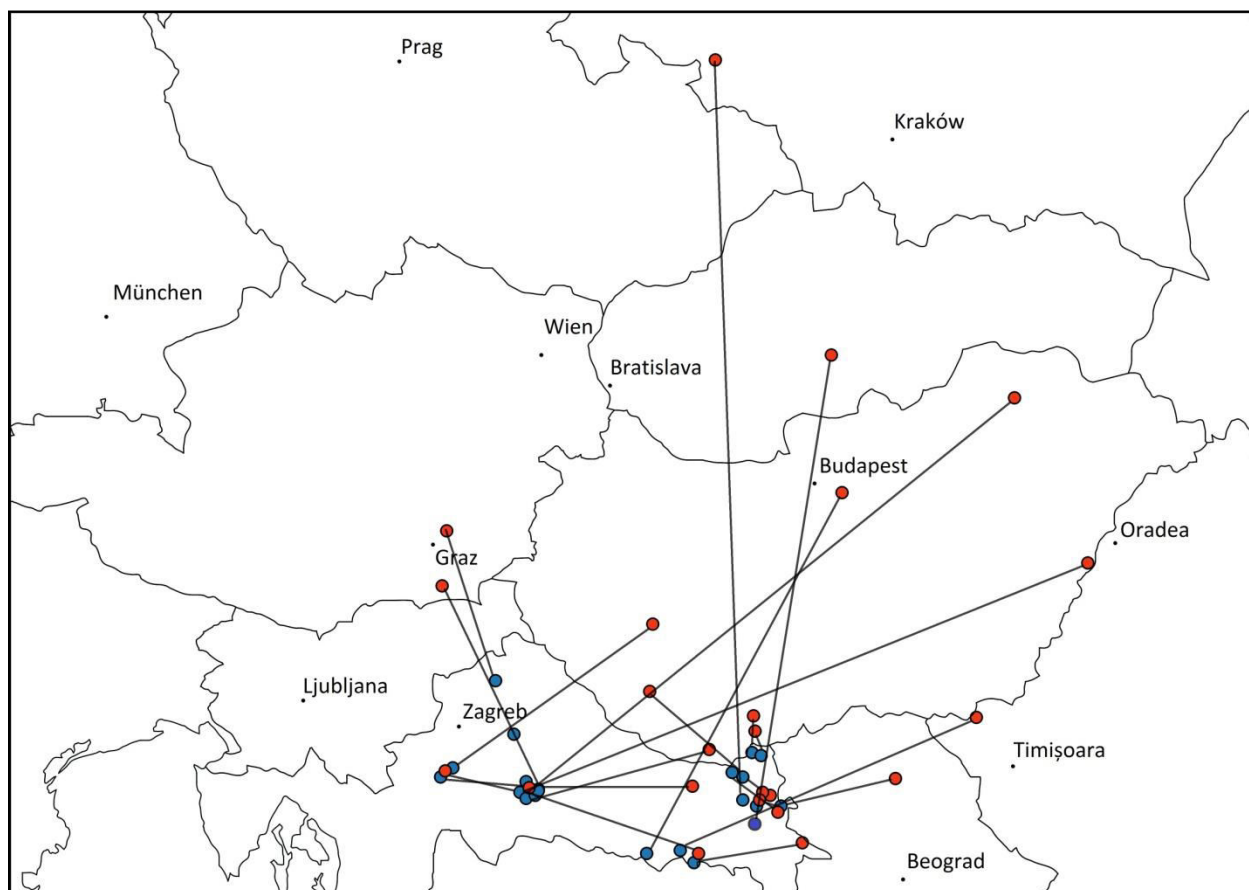 Prag
Kraków
München
Wien
Bratislava
Budapest
Oradea
Graz
Ljubljana
Zagreb
Timișoara
Beograd